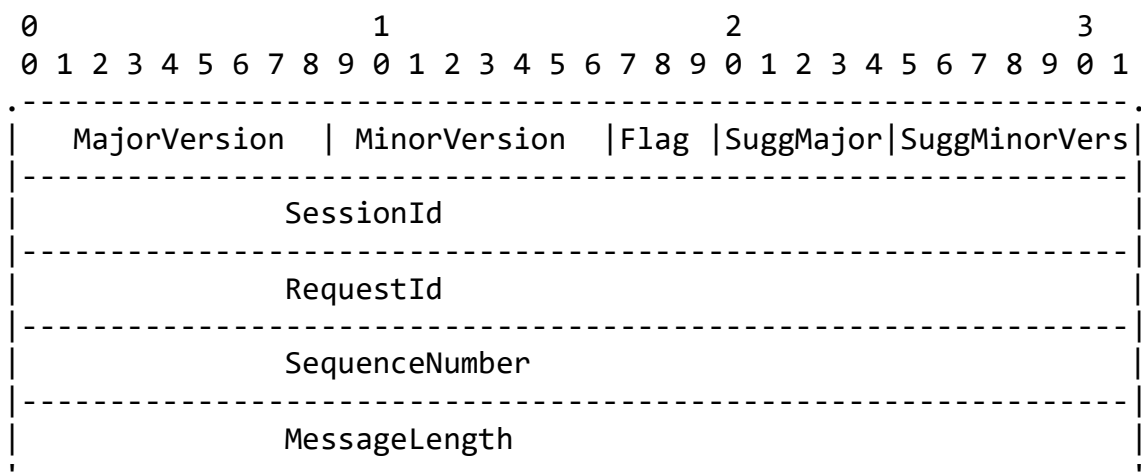 0                   1                   2                   3
0 1 2 3 4 5 6 7 8 9 0 1 2 3 4 5 6 7 8 9 0 1 2 3 4 5 6 7 8 9 0 1
.---------------------------------------------------------------.
|   MajorVersion  | MinorVersion  |Flag |SuggMajor|SuggMinorVers|
|---------------------------------------------------------------|
|               SessionId                                       |
|---------------------------------------------------------------|
|               RequestId                                       |
|---------------------------------------------------------------|
|               SequenceNumber                                  |
|---------------------------------------------------------------|
|               MessageLength                                   |